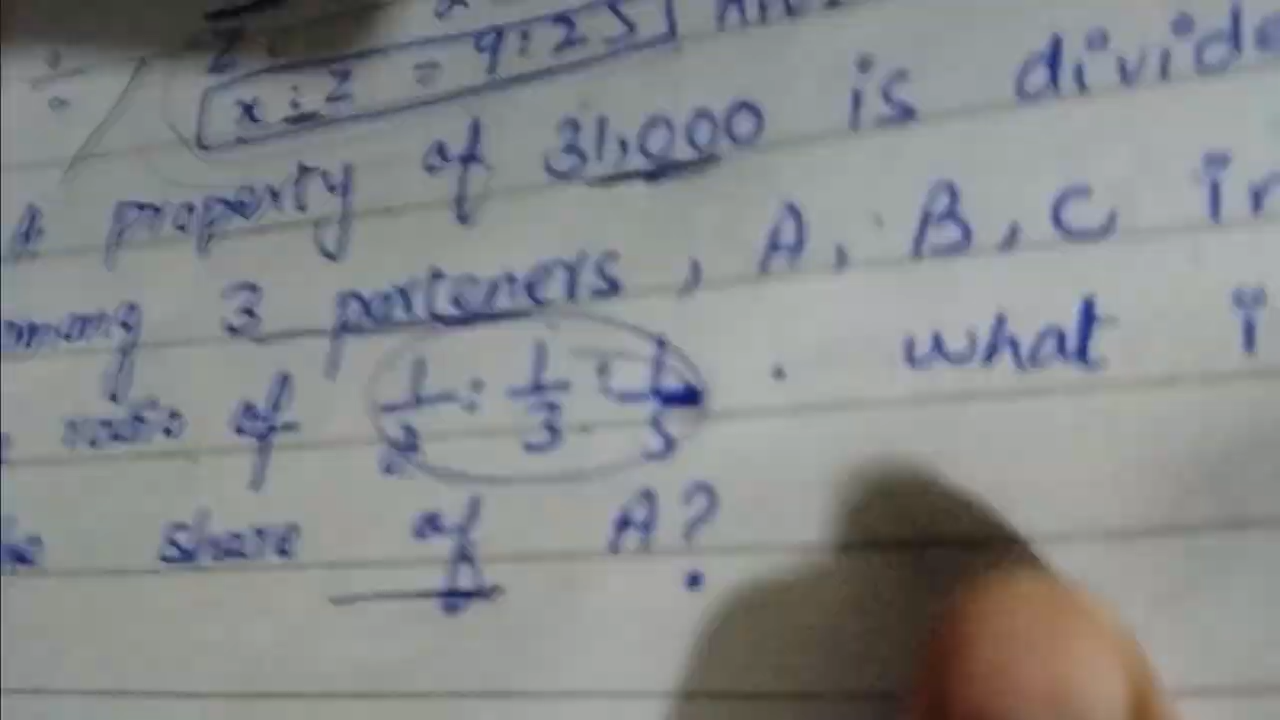 x : z = 9 : 25
A property of 31,000 is divide
among 3 parteners, A, B, C in
ratio of 1/2 : 1/3 : 1/5 . what i
share of A?